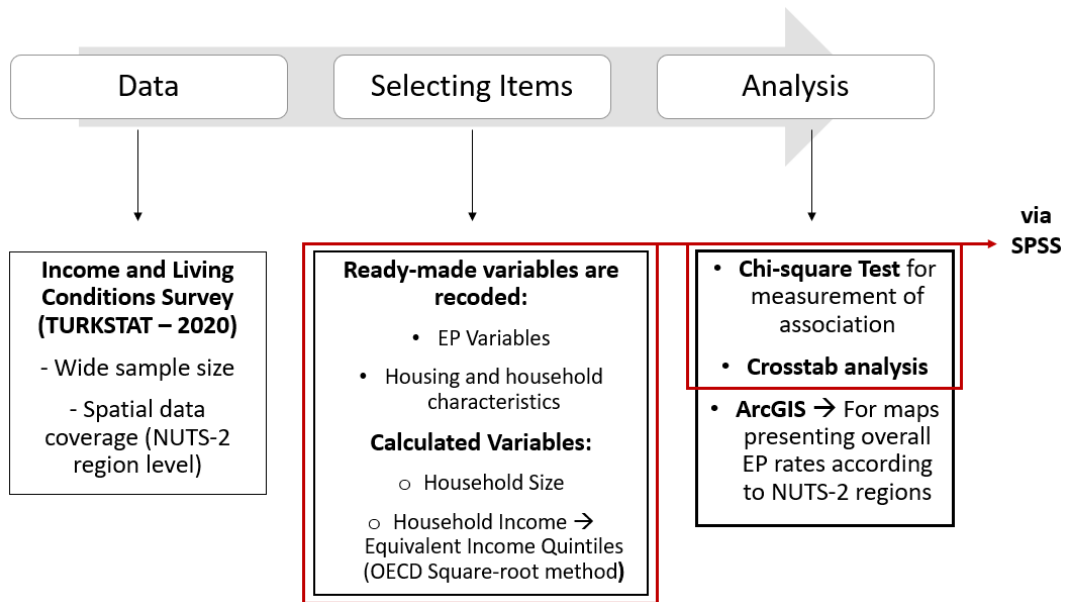 Data
Selecting Items
Analysis
via
SPSS
Income and Living
Conditions Survey
(TURKSTAT – 2020)
- Wide sample size
- Spatial data
coverage (NUTS-2
region level)
Ready-made variables are
recoded:
• EP Variables
• Housing and household
characteristics
Calculated Variables:
o Household Size
o Household Income →
Equivalent Income Quintiles
(OECD Square-root method)
• Chi-square Test for
measurement of
association
• Crosstab analysis
• ArcGIS → For maps
presenting overall
EP rates according
to NUTS-2 regions